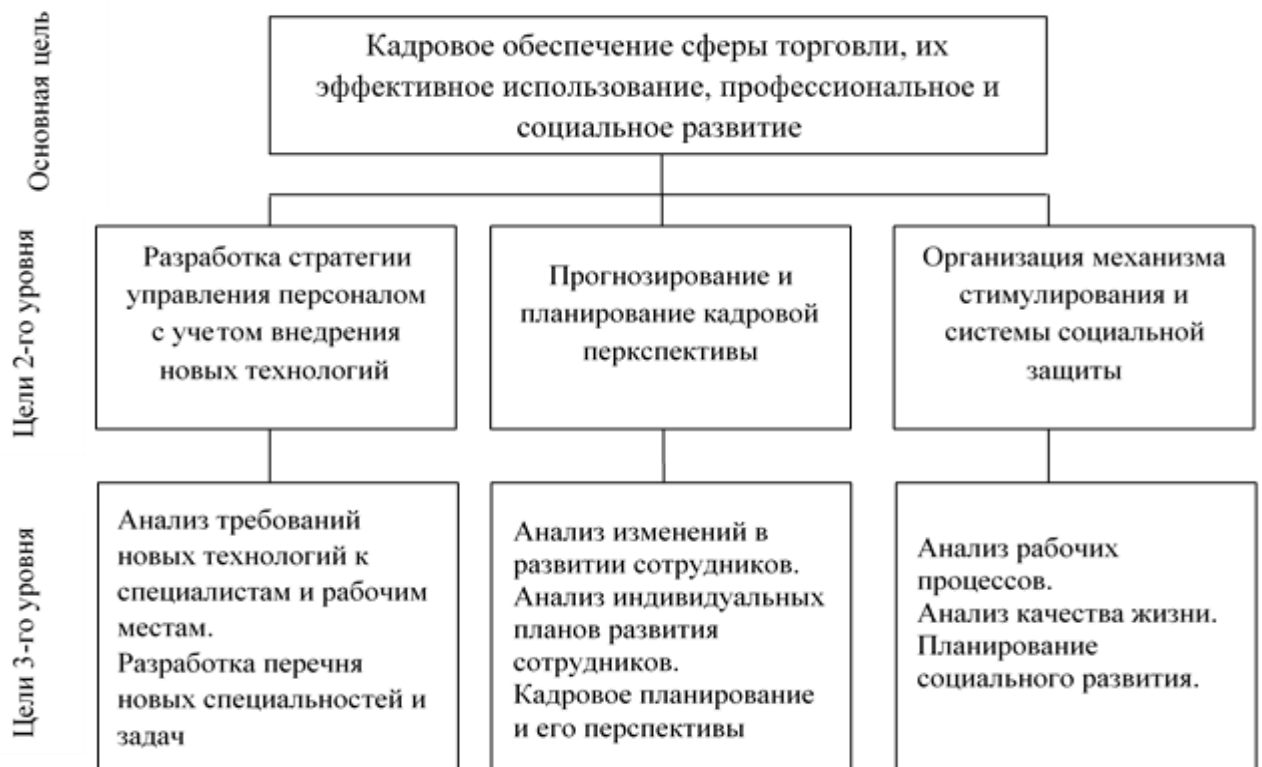 Основная цель
Кадровое обеспечение сферы торговли, их
эффективное использование, профессиональное и
социальное развитие
Цели 2-го уровня
Разработка стратегии
управления персоналом
с учетом внедрения
новых технологий
Прогнозирование и
планирование кадровой
перкспективы
Организация механизма
стимулирования и
системы социальной
защиты
Цели 3-го уровня
Анализ требований
новых технологий к
специалистам и рабочим
местам.
Разработка перечня
новых специальностей и
задач
Анализ изменений в
развитии сотрудников.
Анализ индивидуальных
планов развития
сотрудников.
Кадровое планирование
и его перспективы
Анализ рабочих
процессов.
Анализ качества жизни.
Планирование
социального развития.